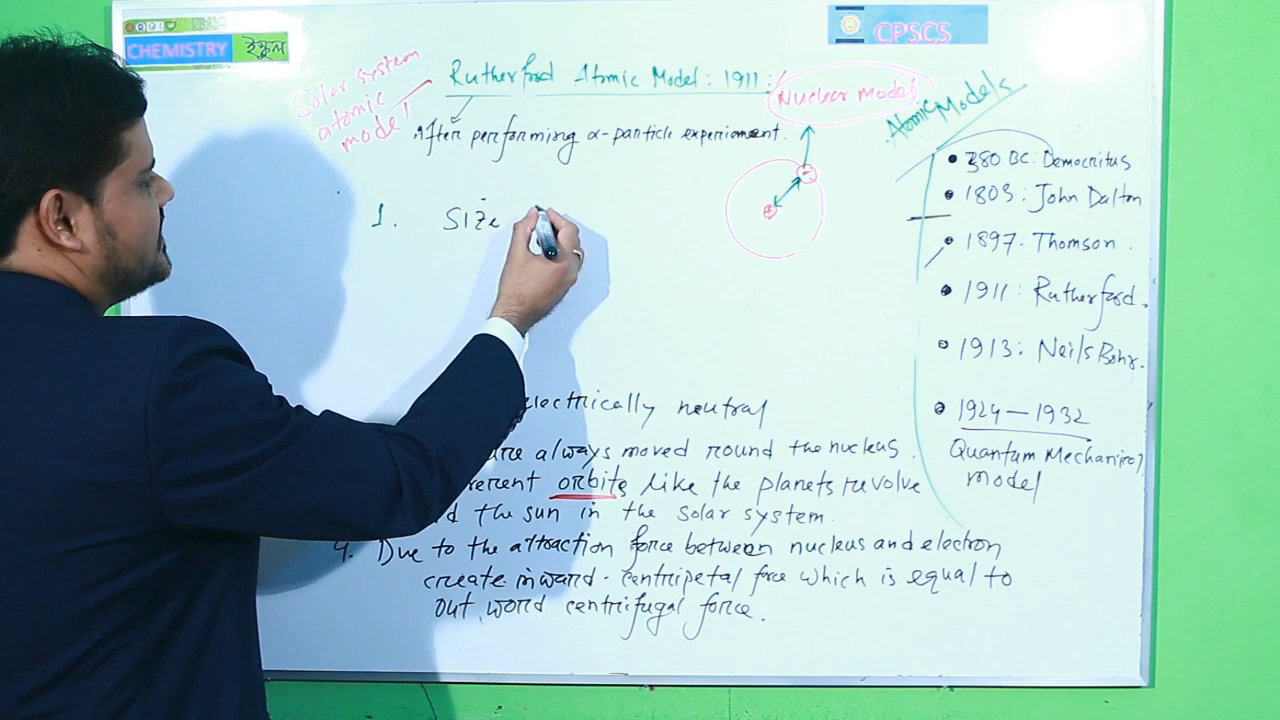 CHEMISTRY ইস্কুল
CPSCS
Solar system
atomic
model
Rutherford Atomic Model: 1911:
Nuclear Model
After performing α-particle experiament.
1. Size
electrically neutral
are always moved round the nucleus.
orbits like the planets revolve
the sun in the solar system.
4. Due to the attraction force between nucleus and electron
create inward centripetal force which is equal to
out word centrifugal force.
+
−
Atomic Models
380 BC: Democritus
1803: John Dalton
1897: Thomson.
1911: Rutherford.
1913: Neils Bohr.
1924 — 1932
Quantum Mechanical
model